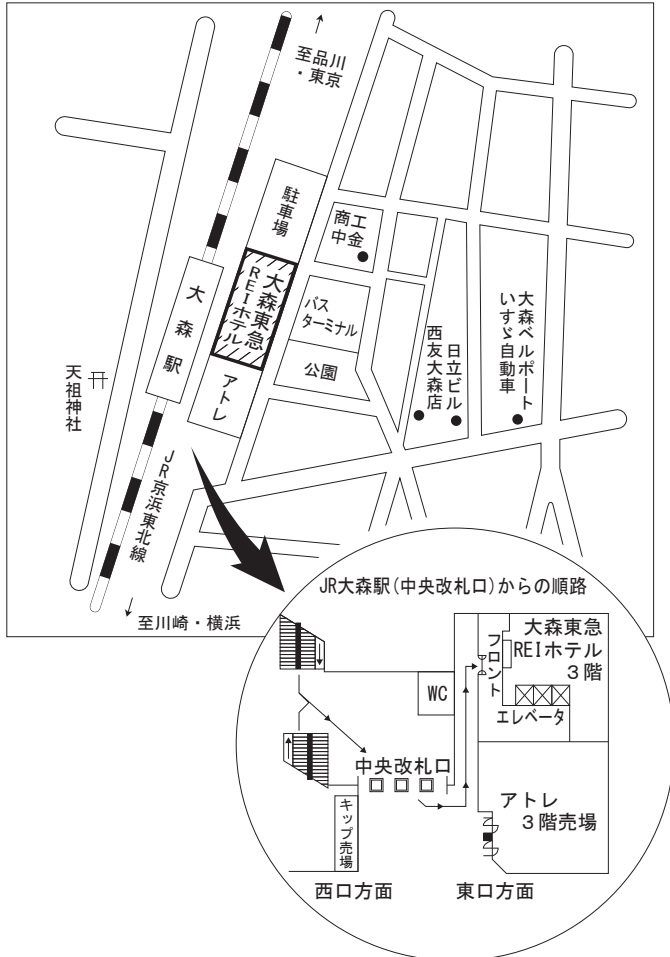 至品川
・東京
駐車場
商工
中金
大森東急
REIホテル
バス
ターミナル
公園
大森駅
アトレ
天祖神社
西友大森店
日立ビル
大森ベルポート
いすゞ自動車
JR京浜東北線
至川崎・横浜
JR大森駅(中央改札口)からの順路
大森東急
REIホテル
3階
フロント
WC
エレベータ
中央改札口
アトレ
3階売場
キップ売場
西口方面
東口方面